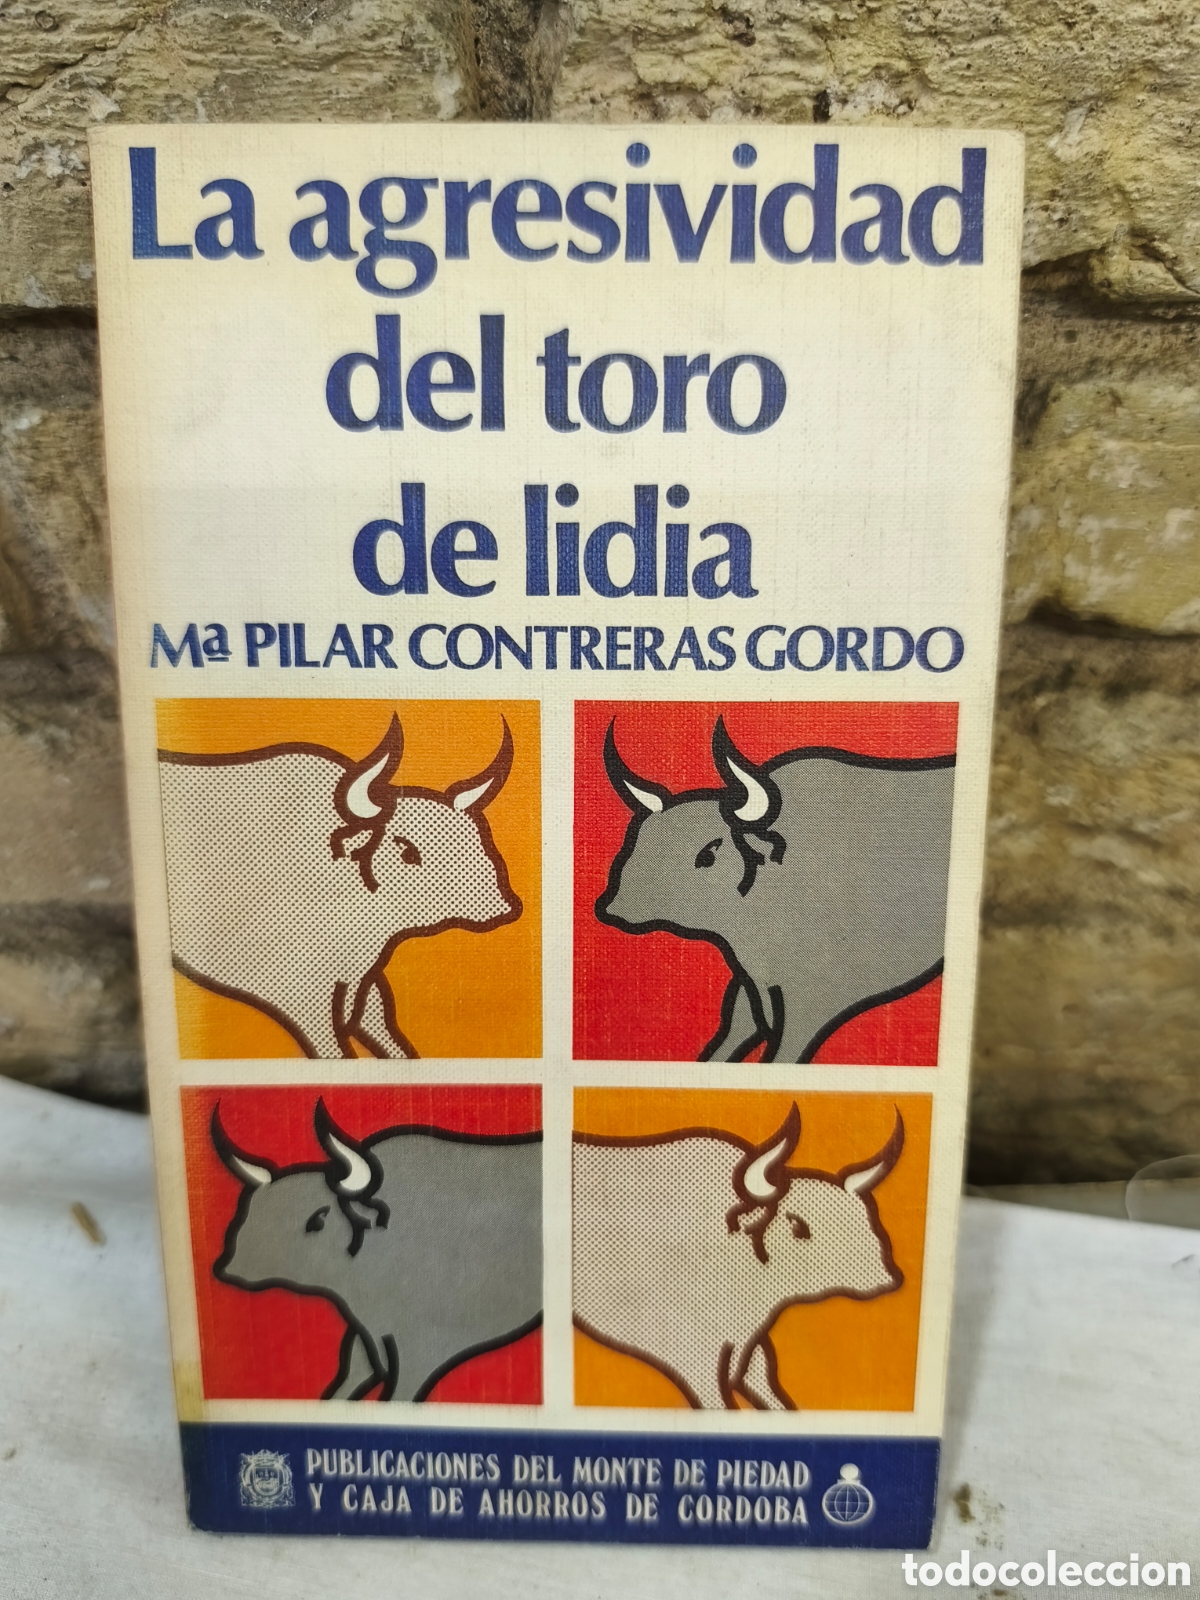 La agresividad
del toro
de lidia
Mª PILAR CONTRERAS GORDO
PUBLICACIONES DEL MONTE DE PIEDAD
Y CAJA DE AHORROS DE CORDOBA
todocoleccion